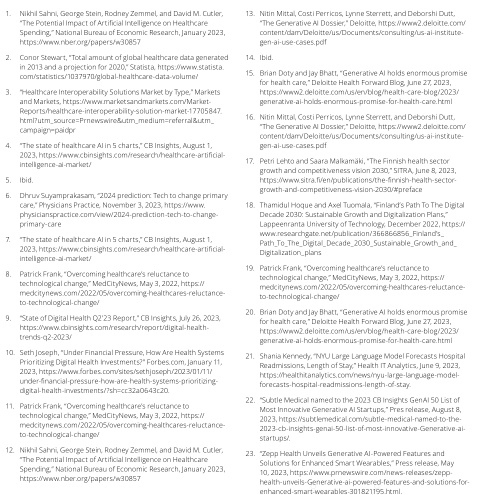 1. Nikhil Sahni, George Stein, Rodney Zemmel, and David M. Cutler,
“The Potential Impact of Artificial Intelligence on Healthcare
Spending,” National Bureau of Economic Research, January 2023,
https://www.nber.org/papers/w30857
2. Conor Stewart, “Total amount of global healthcare data generated
in 2013 and a projection for 2020,” Statista, https://www.statista.
com/statistics/1037970/global-healthcare-data-volume/
3. “Healthcare Interoperability Solutions Market by Type,” Markets
and Markets, https://www.marketsandmarkets.com/Market-
Reports/healthcare-interoperability-solution-market-17705847.
html?utm_source=Prnewswire&utm_medium=referral&utm_
campaign=paidpr
4. “The state of healthcare AI in 5 charts,” CB Insights, August 1,
2023, https://www.cbinsights.com/research/healthcare-artificial-
intelligence-ai-market/
5. Ibid.
6. Dhruv Suyamprakasam, “2024 prediction: Tech to change primary
care,” Physicians Practice, November 3, 2023, https://www.
physicianspractice.com/view/2024-prediction-tech-to-change-
primary-care
7. “The state of healthcare AI in 5 charts,” CB Insights, August 1,
2023, https://www.cbinsights.com/research/healthcare-artificial-
intelligence-ai-market/
8. Patrick Frank, “Overcoming healthcare’s reluctance to
technological change,” MedCityNews, May 3, 2022, https://
medcitynews.com/2022/05/overcoming-healthcares-reluctance-
to-technological-change/
9. “State of Digital Health Q2’23 Report,” CB Insights, July 26, 2023,
https://www.cbinsights.com/research/report/digital-health-
trends-q2-2023/
10. Seth Joseph, “Under Financial Pressure, How Are Health Systems
Prioritizing Digital Health Investments?” Forbes.com, January 11,
2023, https://www.forbes.com/sites/sethjoseph/2023/01/11/
under-financial-pressure-how-are-health-systems-prioritizing-
digital-health-investments/?sh=cc32a0643c20.
11. Patrick Frank, “Overcoming healthcare’s reluctance to
technological change,” MedCityNews, May 3, 2022, https://
medcitynews.com/2022/05/overcoming-healthcares-reluctance-
to-technological-change/
12. Nikhil Sahni, George Stein, Rodney Zemmel, and David M. Cutler,
“The Potential Impact of Artificial Intelligence on Healthcare
Spending,” National Bureau of Economic Research, January 2023,
https://www.nber.org/papers/w30857
13. Nitin Mittal, Costi Perricos, Lynne Sterrett, and Deborshi Dutt,
“The Generative AI Dossier,” Deloitte, https://www2.deloitte.com/
content/dam/Deloitte/us/Documents/consulting/us-ai-institute-
gen-ai-use-cases.pdf
14. Ibid.
15. Brian Doty and Jay Bhatt, “Generative AI holds enormous promise
for health care,” Deloitte Health Forward Blog, June 27, 2023,
https://www2.deloitte.com/us/en/blog/health-care-blog/2023/
generative-ai-holds-enormous-promise-for-health-care.html
16. Nitin Mittal, Costi Perricos, Lynne Sterrett, and Deborshi Dutt,
“The Generative AI Dossier,” Deloitte, https://www2.deloitte.com/
content/dam/Deloitte/us/Documents/consulting/us-ai-institute-
gen-ai-use-cases.pdf
17. Petri Lehto and Saara Malkamäki, “The Finnish health sector
growth and competitiveness vision 2030,” SITRA, June 8, 2023,
https://www.sitra.fi/en/publications/the-finnish-health-sector-
growth-and-competitiveness-vision-2030/#preface
18. Thamidul Hoque and Axel Tuomala, “Finland’s Path To The Digital
Decade 2030: Sustainable Growth and Digitalization Plans,”
Lappeenranta University of Technology, December 2022, https://
www.researchgate.net/publication/366866856_Finland's_
Path_To_The_Digital_Decade_2030_Sustainable_Growth_and_
Digitalization_plans
19. Patrick Frank, “Overcoming healthcare’s reluctance to
technological change,” MedCityNews, May 3, 2022, https://
medcitynews.com/2022/05/overcoming-healthcares-reluctance-
to-technological-change/
20. Brian Doty and Jay Bhatt, “Generative AI holds enormous promise
for health care,” Deloitte Health Forward Blog, June 27, 2023,
https://www2.deloitte.com/us/en/blog/health-care-blog/2023/
generative-ai-holds-enormous-promise-for-health-care.html
21. Shania Kennedy, “NYU Large Language Model Forecasts Hospital
Readmissions, Length of Stay,” Health IT Analytics, June 9, 2023,
https://healthitanalytics.com/news/nyu-large-language-model-
forecasts-hospital-readmissions-length-of-stay.
22. “Subtle Medical named to the 2023 CB Insights GenAI 50 List of
Most Innovative Generative AI Startups,” Pres release, August 8,
2023, https://subtlemedical.com/subtle-medical-named-to-the-
2023-cb-insights-genai-50-list-of-most-innovative-Generative-ai-
startups/.
23. “Zepp Health Unveils Generative AI-Powered Features and
Solutions for Enhanced Smart Wearables,” Press release, May
10, 2023, https://www.prnewswire.com/news-releases/zepp-
health-unveils-Generative-ai-powered-features-and-solutions-for-
enhanced-smart-wearables-301821195.html.